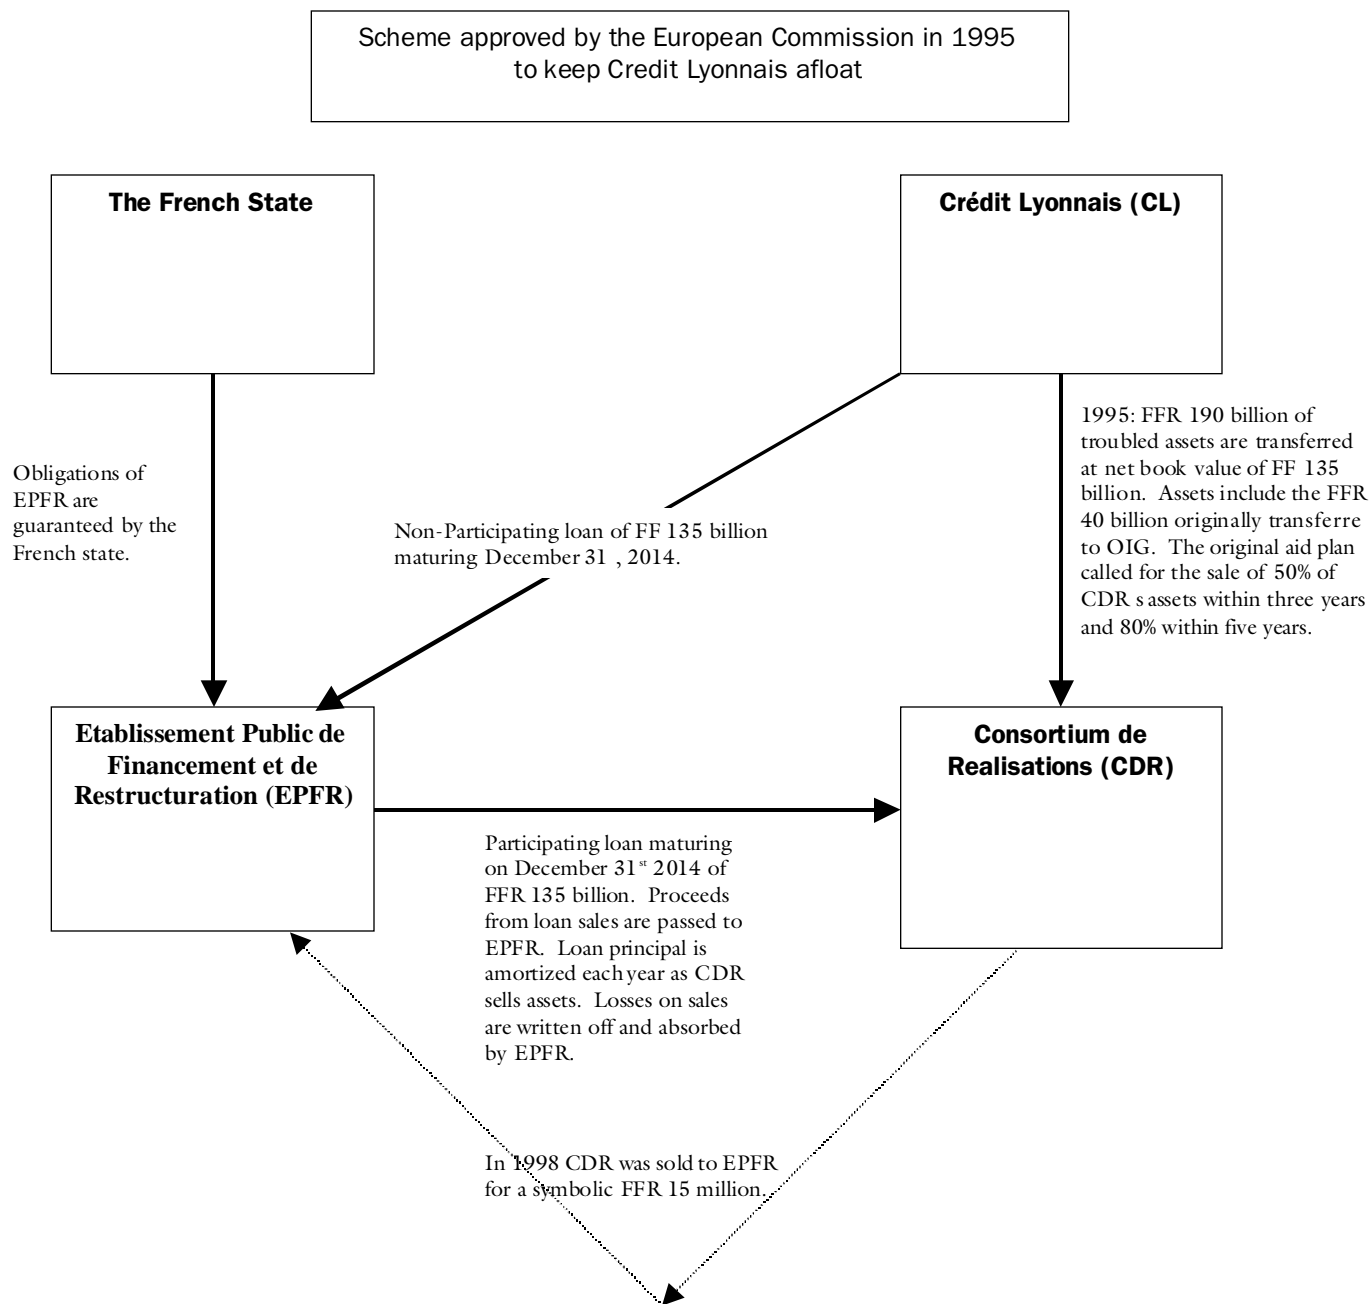 Scheme approved by the European Commission in 1995
to keep Credit Lyonnais afloat
The French State
Crédit Lyonnais (CL)
1995: FFR 190 billion of
troubled assets are transferred
at net book value of FF 135
billion. Assets include the FFR
40 billion originally transferre
to OIG. The original aid plan
called for the sale of 50% of
CDR s assets within three years
and 80% within five years.
Obligations of
EPFR are
guaranteed by the
French state.
Non-Participating loan of FF 135 billion
maturing December 31 , 2014.
Etablissement Public de
Financement et de
Restructuration (EPFR)
Consortium de
Realisations (CDR)
Participating loan maturing
on December 31st 2014 of
FFR 135 billion. Proceeds
from loan sales are passed to
EPFR. Loan principal is
amortized each year as CDR
sells assets. Losses on sales
are written off and absorbed
by EPFR.
In 1998 CDR was sold to EPFR
for a symbolic FFR 15 million.